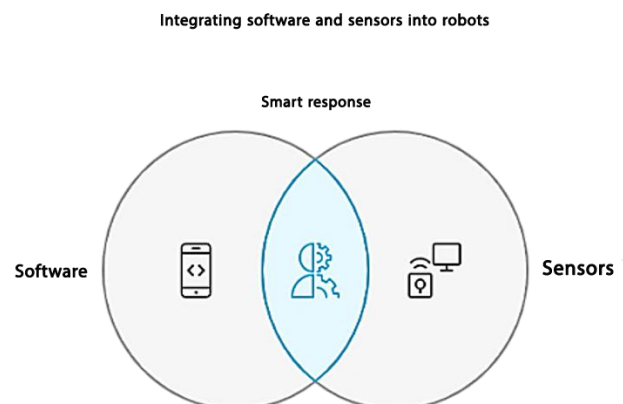 Integrating software and sensors into robots
Smart response
Software
Sensors